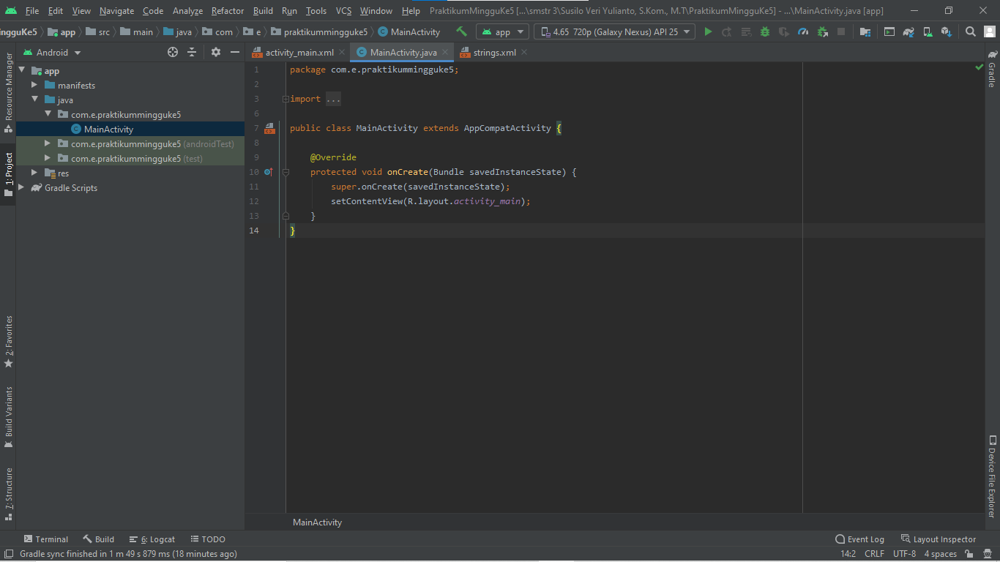 File Edit View Navigate Code Analyze Refactor Build Run Tools VCS Window Help PraktikumMingguKe5 [...\smstr 3\Susilo Veri Yulianto, S.Kom., M.T\PraktikumMingguKe5] - ...\MainActivity.java [app]
ingguKe5 app src main java com e praktikummingguke5 MainActivity app 4.65 720p (Galaxy Nexus) API 25
Android activity_main.xml MainActivity.java strings.xml
Resource Manager
1: Project
2: Favorites
Build Variants
7: Structure
app
manifests
java
com.e.praktikummingguke5
MainActivity
com.e.praktikummingguke5 (androidTest)
com.e.praktikummingguke5 (test)
res
Gradle Scripts
1 package com.e.praktikummingguke5;
2
3 import ...
6
7 public class MainActivity extends AppCompatActivity {
8
9 @Override
10 protected void onCreate(Bundle savedInstanceState) {
11 super.onCreate(savedInstanceState);
12 setContentView(R.layout.activity_main);
13 }
14 }
Gradle
Device File Explorer
MainActivity
Terminal Build 6: Logcat TODO Event Log Layout Inspector
Gradle sync finished in 1 m 49 s 879 ms (18 minutes ago) 14:2 CRLF UTF-8 4 spaces